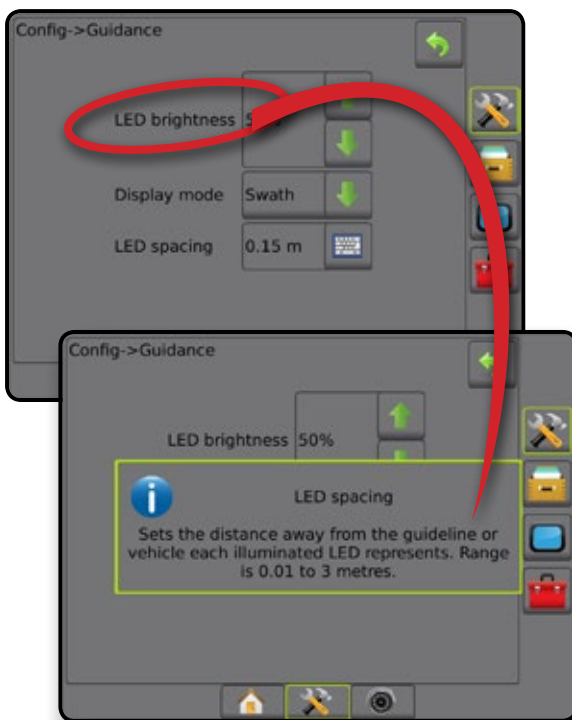 Config->Guidance
LED brightness
Display mode Swath
LED spacing 0.15 m
Config->Guidance
LED brightness 50%
LED spacing
Sets the distance away from the guideline or
vehicle each illuminated LED represents. Range
is 0.01 to 3 metres.